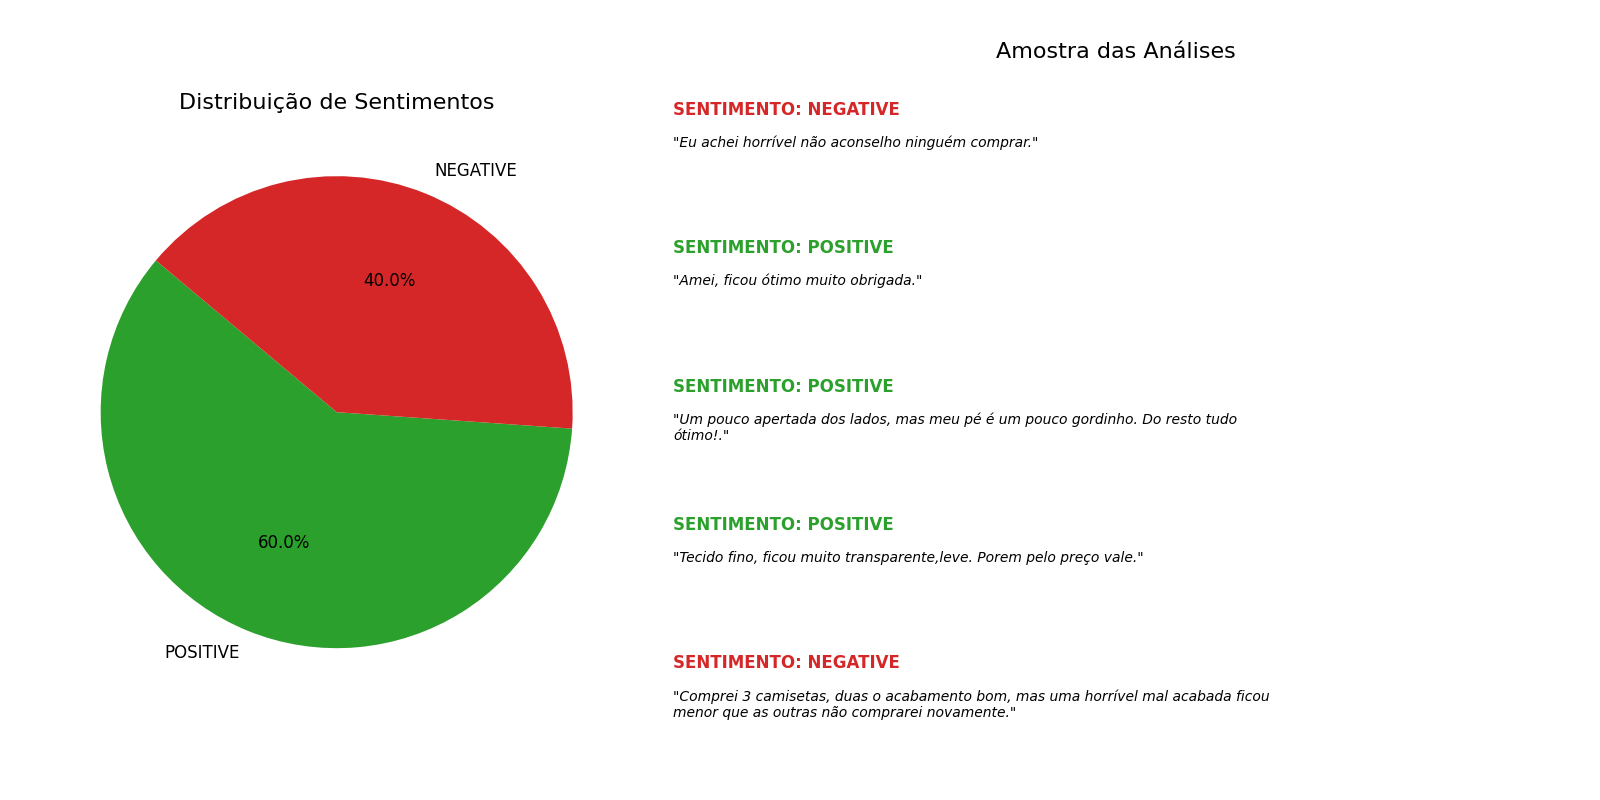 Distribuição de Sentimentos
NEGATIVE
40.0%
60.0%
POSITIVE
Amostra das Análises
SENTIMENTO: NEGATIVE
"Eu achei horrível não aconselho ninguém comprar."
SENTIMENTO: POSITIVE
"Amei, ficou ótimo muito obrigada."
SENTIMENTO: POSITIVE
"Um pouco apertada dos lados, mas meu pé é um pouco gordinho. Do resto tudo
ótimo!."
SENTIMENTO: POSITIVE
"Tecido fino, ficou muito transparente,leve. Porem pelo preço vale."
SENTIMENTO: NEGATIVE
"Comprei 3 camisetas, duas o acabamento bom, mas uma horrível mal acabada ficou
menor que as outras não comprarei novamente."